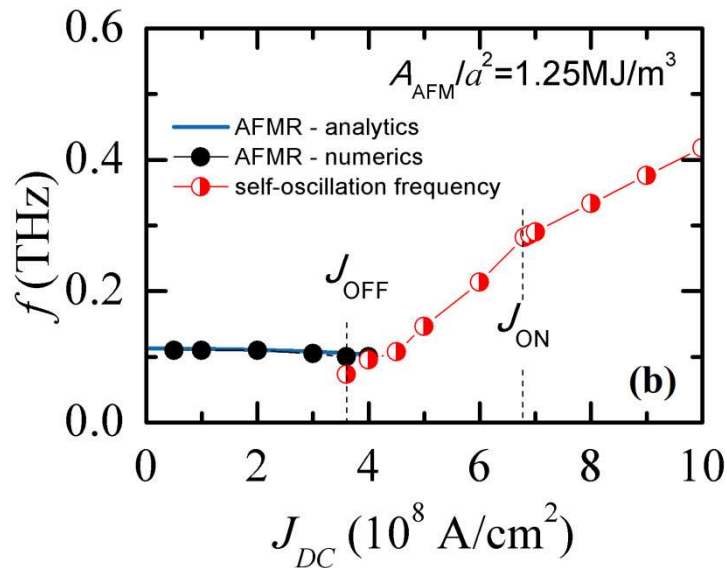 0.6
A_AFM/a²=1.25MJ/m³
AFMR - analytics
AFMR - numerics
self-oscillation frequency
0.4
f (THz)
J_OFF
0.2
J_ON
(b)
0.0
0 2 4 6 8 10
J_DC (10⁸ A/cm²)